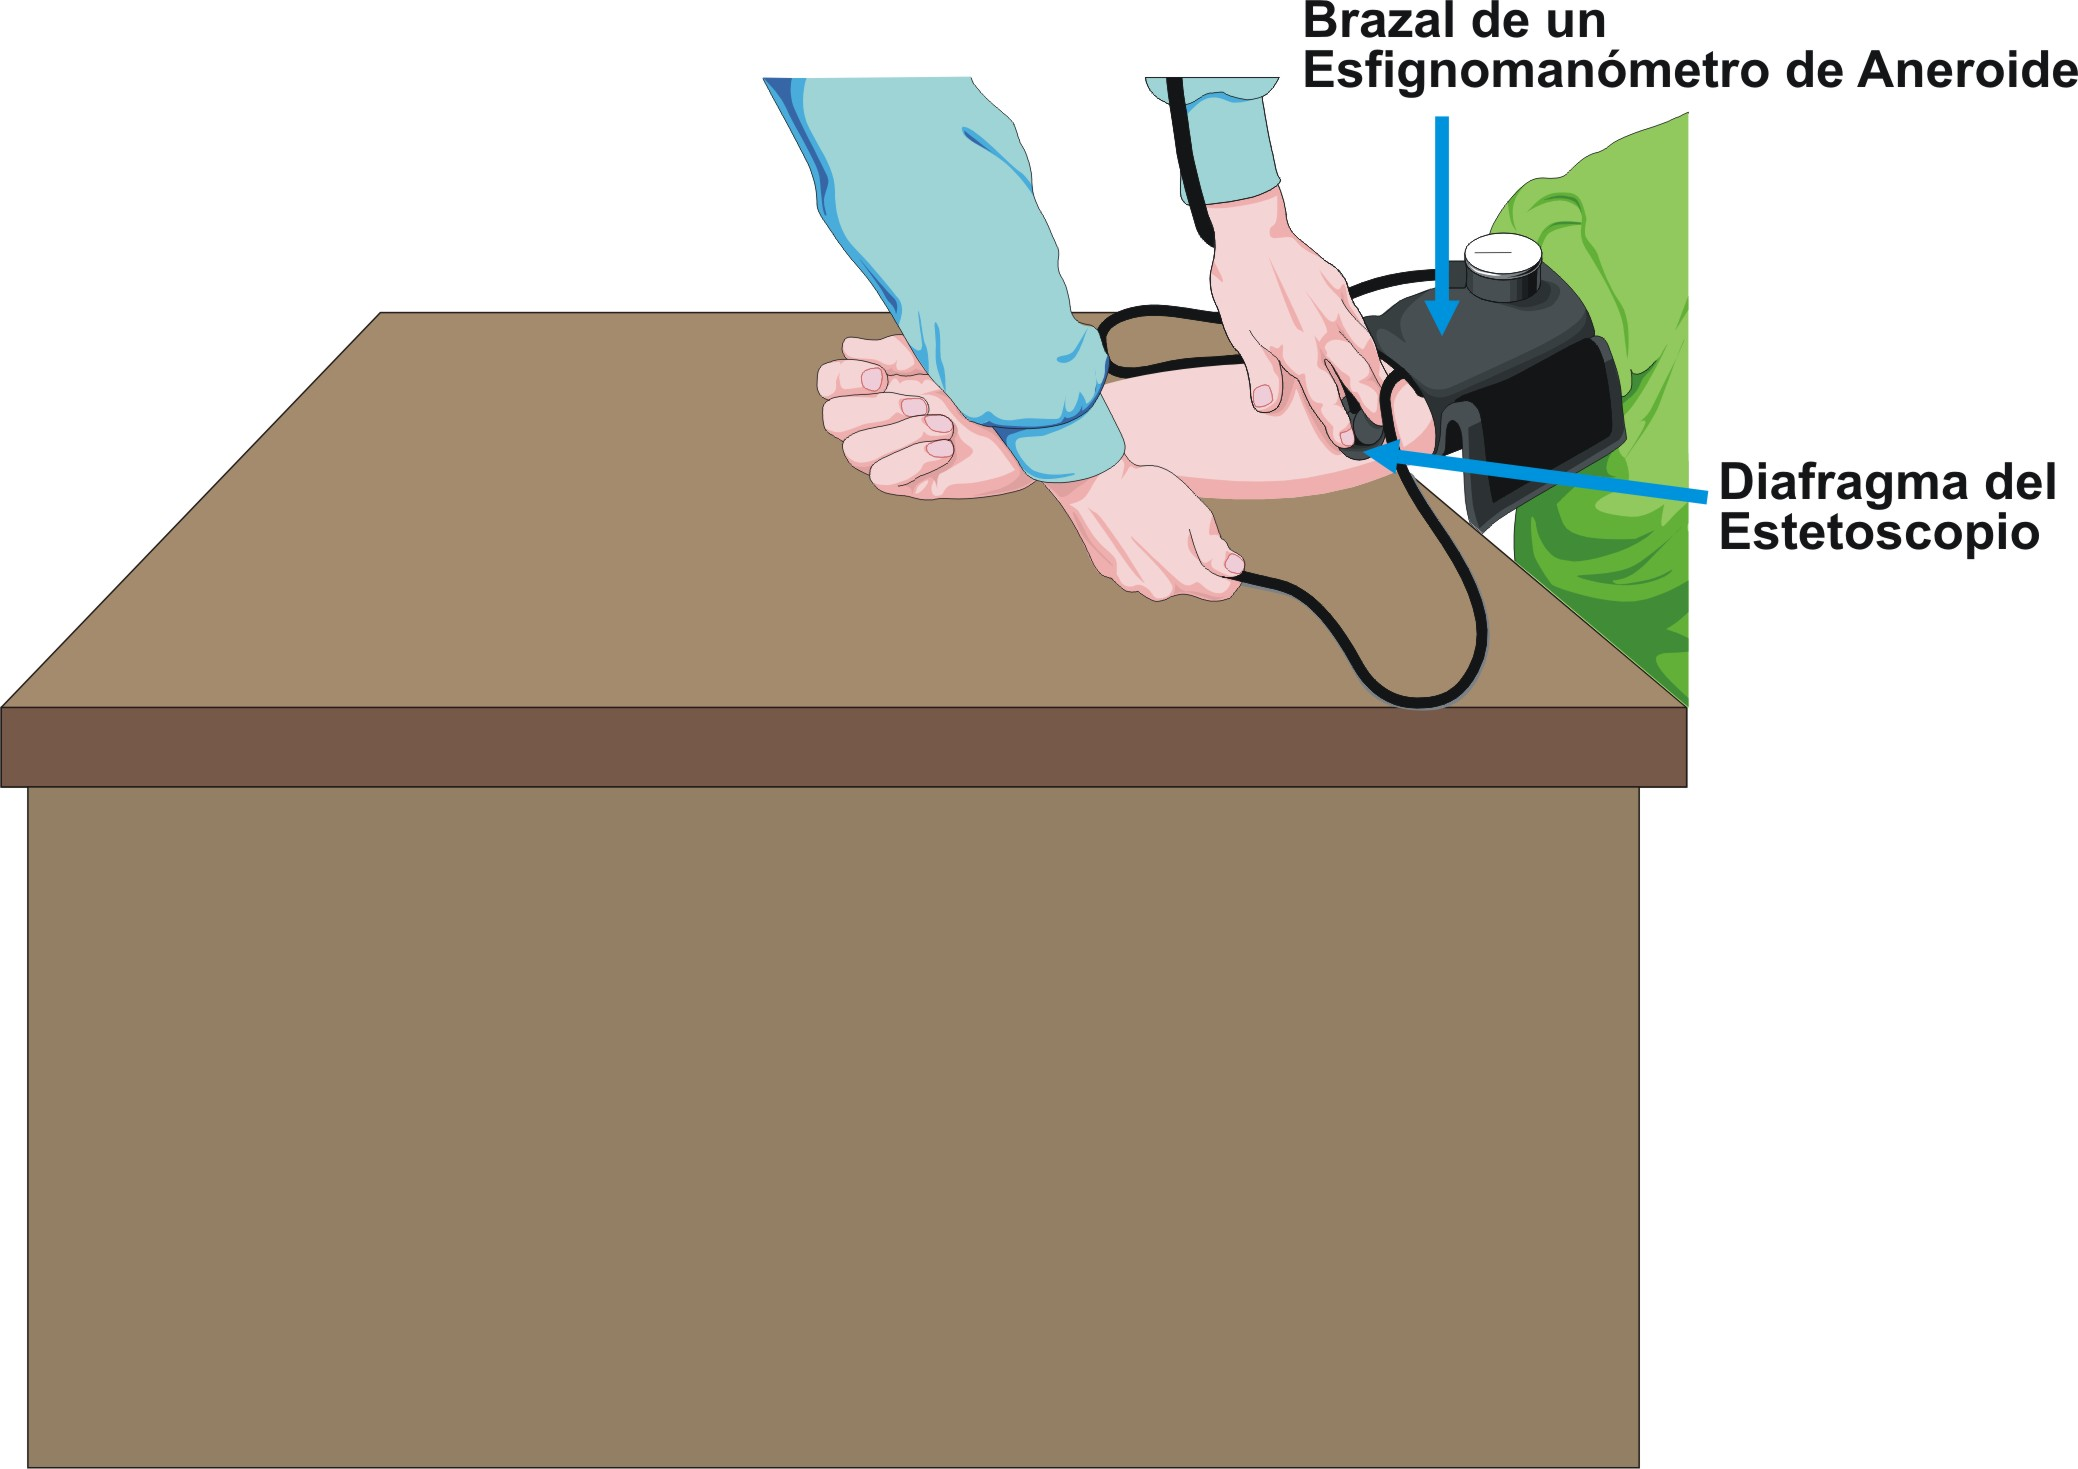 Brazal de un
Esfignomanómetro de Aneroide
Diafragma del
Estetoscopio